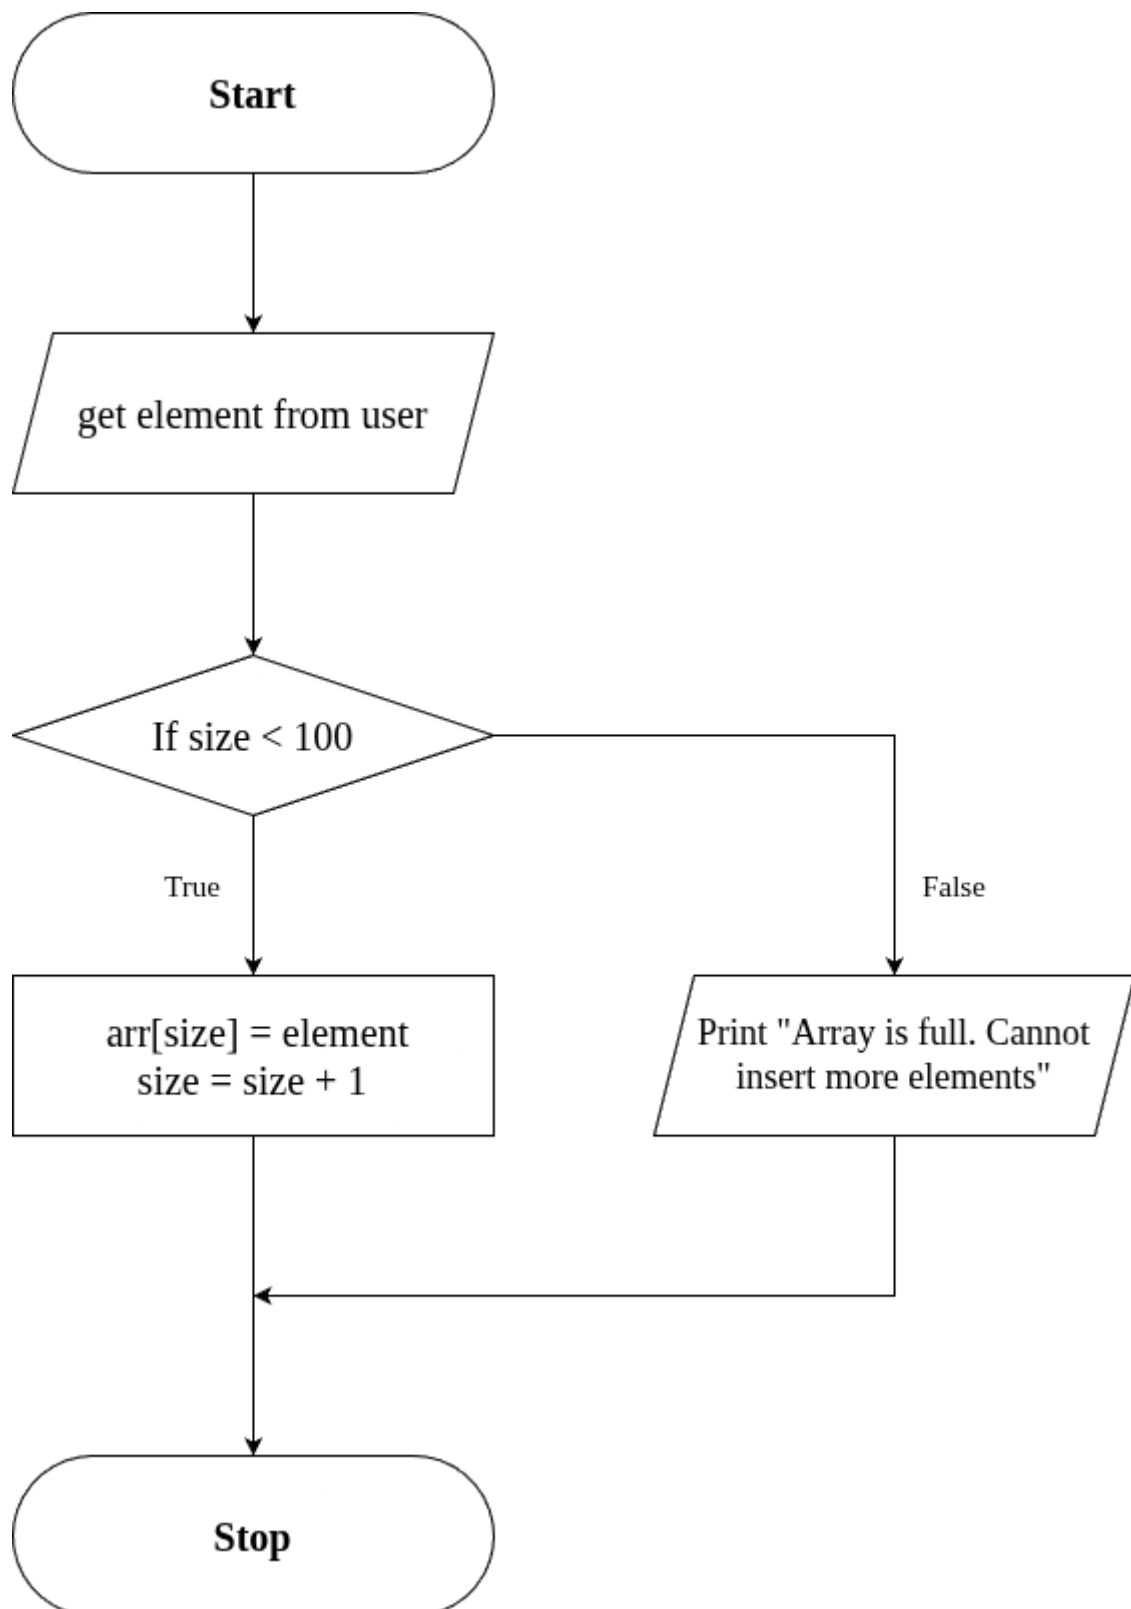 Start
get element from user
If size < 100
True
False
arr[size] = element
size = size + 1
Print "Array is full. Cannot
insert more elements"
Stop